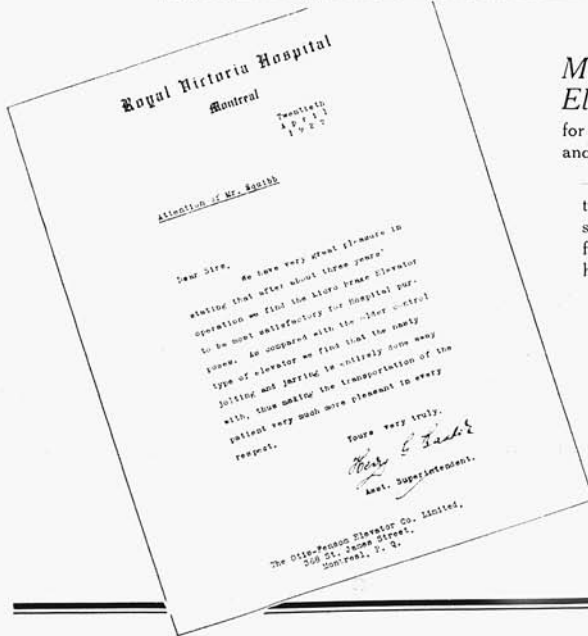 Royal Victoria Hospital
Montreal
Twentieth
April
1927
Attention of Mr. Squibb
Dear Sirs,
We have very great pleasure in
stating that after about three years'
operation we find the Elevator
to be most satisfactory for Hospital pur-
poses. As compared with the older control
type of elevator we find that the nasty
jolting and jarring is entirely done away
with, thus making the transportation of the
patient very much more pleasant in every
respect.
Yours very truly,
Asst. Superintendent.
The Otis-Fensom Elevator Co. Limited,
368 St. James Street,
Montreal, P. Q.
M
El
for
and
t
s
f
h